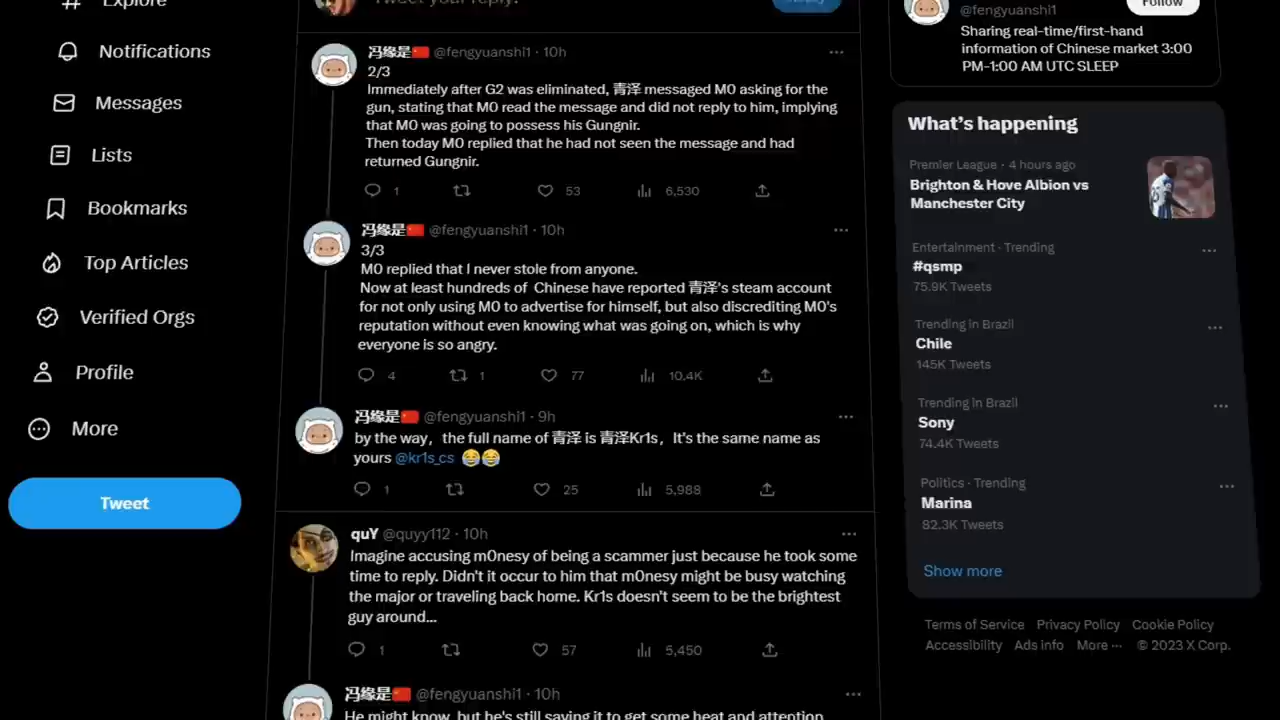 Explore
Notifications
Messages
Lists
Bookmarks
Top Articles
Verified Orgs
Profile
More
Tweet
Tweet your reply!
冯缘是🇨🇳 @fengyuanshi1 · 10h
2/3
Immediately after G2 was eliminated, 青泽 messaged M0 asking for the
gun, stating that M0 read the message and did not reply to him, implying
that M0 was going to possess his Gungnir.
Then today M0 replied that he had not seen the message and had
returned Gungnir.
1 53 6,530
冯缘是🇨🇳 @fengyuanshi1 · 10h
3/3
M0 replied that I never stole from anyone.
Now at least hundreds of Chinese have reported 青泽's steam account
for not only using M0 to advertise for himself, but also discrediting M0's
reputation without even knowing what was going on, which is why
everyone is so angry.
4 1 77 10.4K
冯缘是🇨🇳 @fengyuanshi1 · 9h
by the way，the full name of 青泽 is 青泽Kr1s，It's the same name as
yours @kr1s_cs 😂😂
1 25 5,988
quY @quyy112 · 10h
Imagine accusing m0nesy of being a scammer just because he took some
time to reply. Didn't it occur to him that m0nesy might be busy watching
the major or traveling back home. Kr1s doesn't seem to be the brightest
guy around...
1 57 5,450
冯缘是🇨🇳 @fengyuanshi1 · 10h
He might know, but he's still saying it to get some heat and attention
@fengyuanshi1
Follow
Sharing real-time/first-hand
information of Chinese market 3:00
PM-1:00 AM UTC SLEEP
What's happening
Premier League · 4 hours ago
Brighton & Hove Albion vs
Manchester City
Entertainment · Trending
#qsmp
75.9K Tweets
Trending in Brazil
Chile
145K Tweets
Trending in Brazil
Sony
74.4K Tweets
Politics · Trending
Marina
82.3K Tweets
Show more
Terms of Service Privacy Policy Cookie Policy
Accessibility Ads info More ··· © 2023 X Corp.